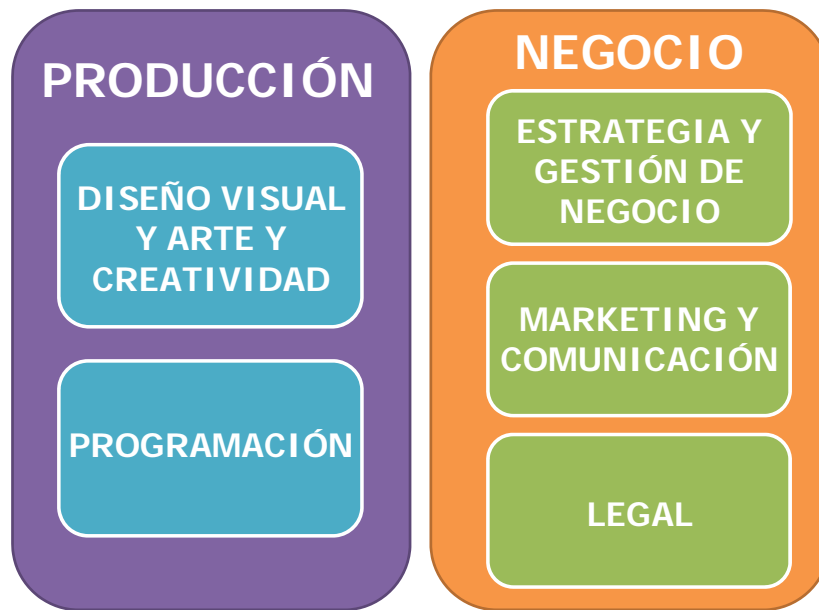 PRODUCCIÓN
DISEÑO VISUAL
Y ARTE Y
CREATIVIDAD
PROGRAMACIÓN
NEGOCIO
ESTRATEGIA Y
GESTIÓN DE
NEGOCIO
MARKETING Y
COMUNICACIÓN
LEGAL